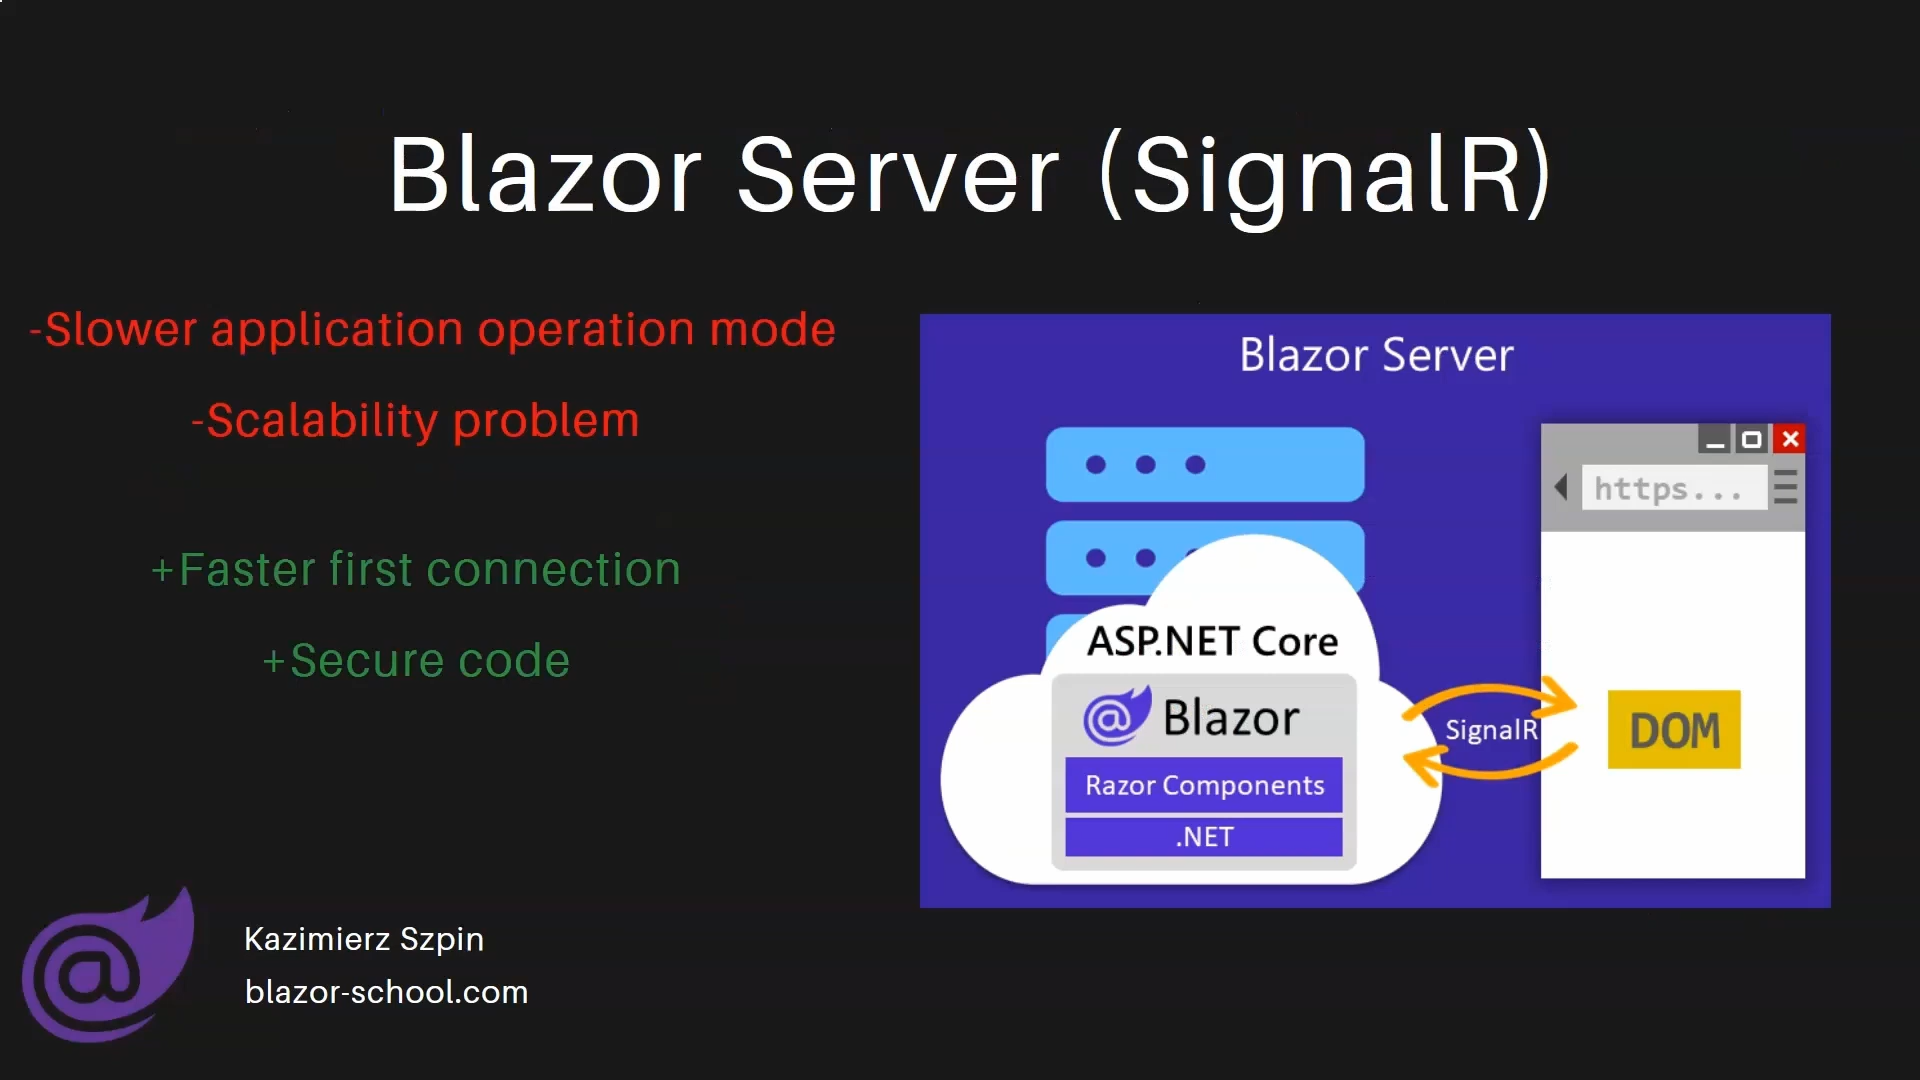 Blazor Server (SignalR)
-Slower application operation mode
-Scalability problem
+Faster first connection
+Secure code
Blazor Server
https...
ASP.NET Core
@ Blazor
Razor Components
.NET
SignalR
DOM
@
Kazimierz Szpin
blazor-school.com